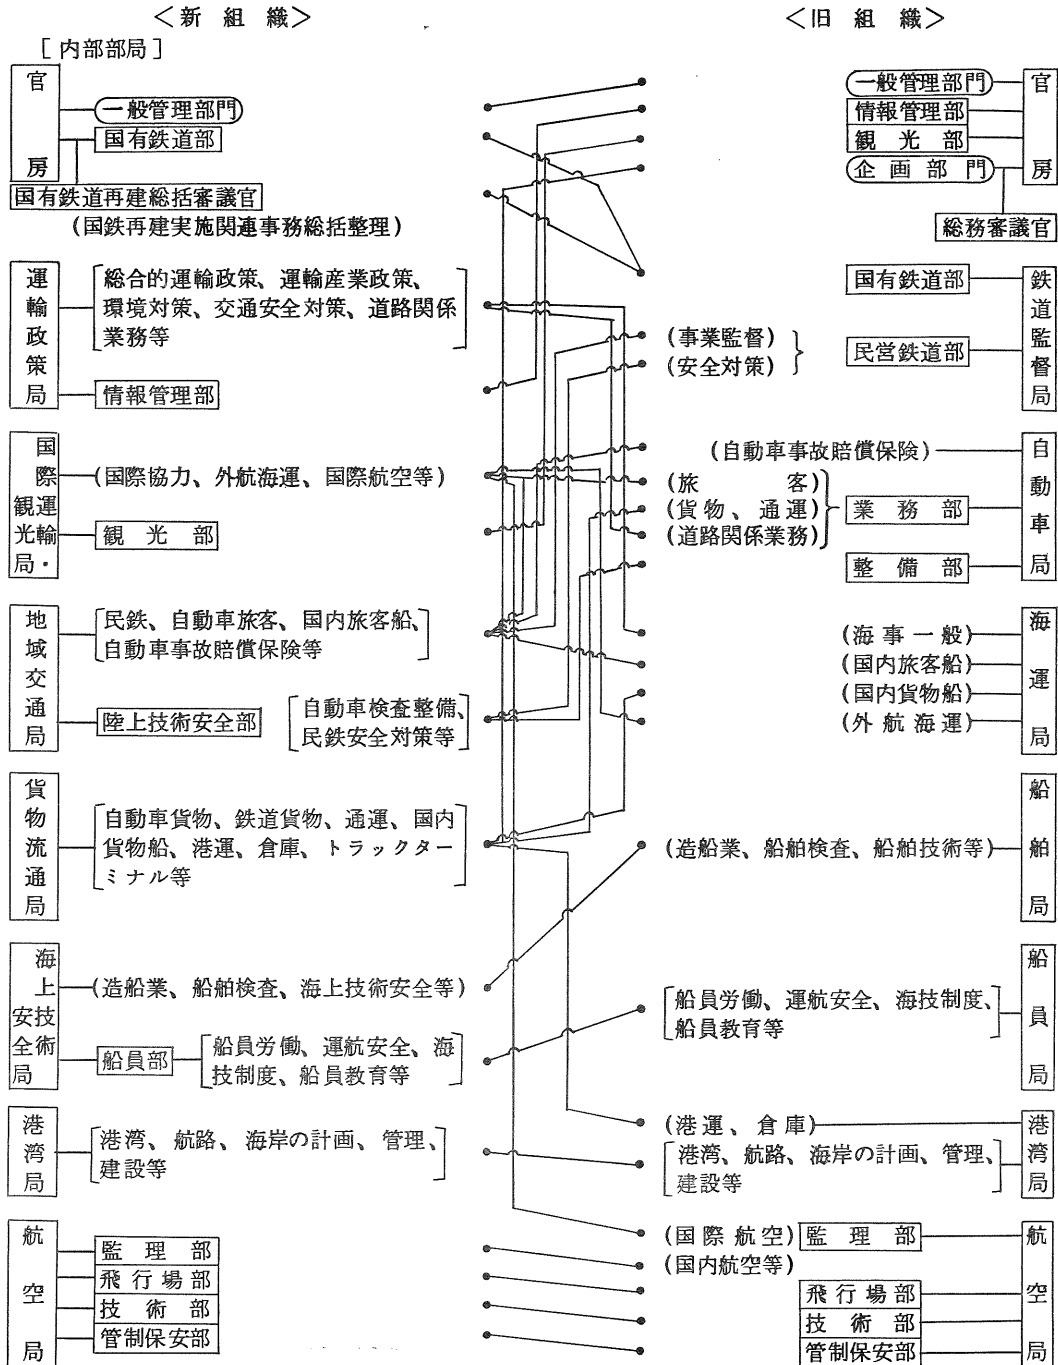 ＜新組織＞
[内部部局]
官房
一般管理部門
国有鉄道部
国有鉄道再建総括審議官
(国鉄再建実施関連事務総括整理)
運輸政策局
総合的運輸政策、運輸産業政策、
環境対策、交通安全対策、道路関係
業務等
情報管理部
国際運輸・観光局
(国際協力、外航海運、国際航空等)
観光部
地域交通局
民鉄、自動車旅客、国内旅客船、
自動車事故賠償保険等
陸上技術安全部
自動車検査整備、
民鉄安全対策等
貨物流通局
自動車貨物、鉄道貨物、通運、国内
貨物船、港運、倉庫、トラックター
ミナル等
海上技術安全局
(造船業、船舶検査、海上技術安全等)
船員部
船員労働、運航安全、海
技制度、船員教育等
港湾局
港湾、航路、海岸の計画、管理、
建設等
航空局
監理部
飛行場部
技術部
管制保安部
＜旧組織＞
官房
一般管理部門
情報管理部
観光部
企画部門
総務審議官
鉄道監督局
国有鉄道部
(事業監督)
(安全対策)
民営鉄道部
自動車局
(自動車事故賠償保険)
(旅客)
(貨物、通運)
(道路関係業務)
業務部
整備部
海運局
(海事一般)
(国内旅客船)
(国内貨物船)
(外航海運)
船舶局
(造船業、船舶検査、船舶技術等)
船員局
船員労働、運航安全、海技制度、
船員教育等
港湾局
(港運、倉庫)
港湾、航路、海岸の計画、管理、
建設等
航空局
(国際航空)
監理部
(国内航空等)
飛行場部
技術部
管制保安部